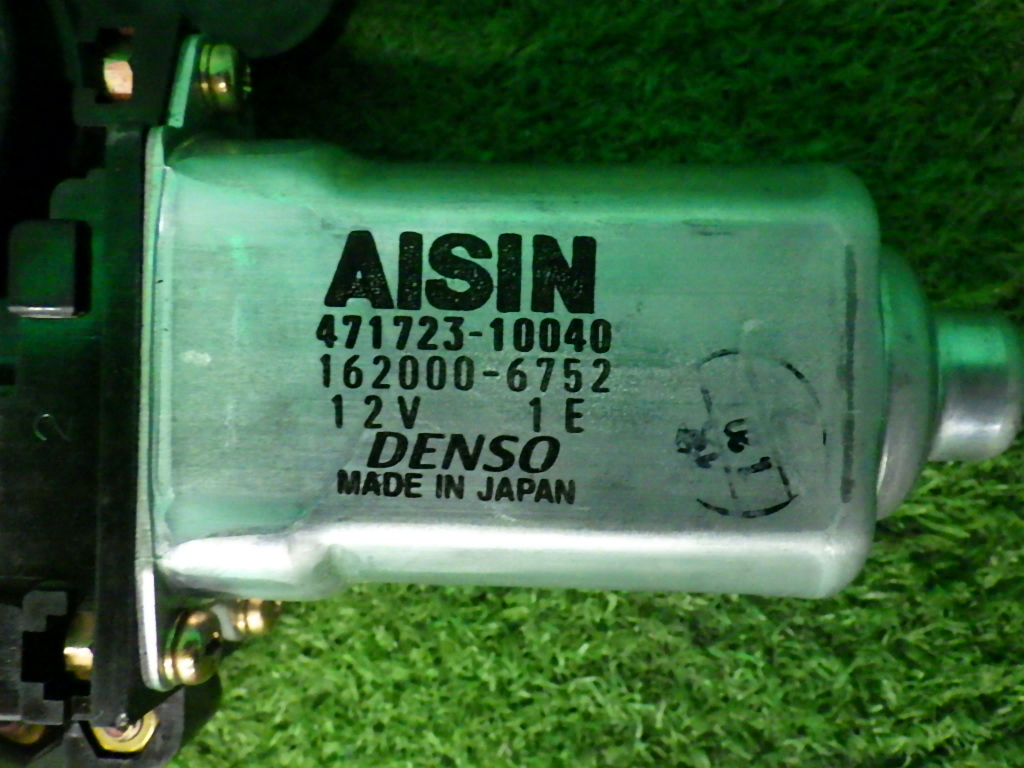 AISIN
471723-10040
162000-6752
12V 1E
DENSO
MADE IN JAPAN